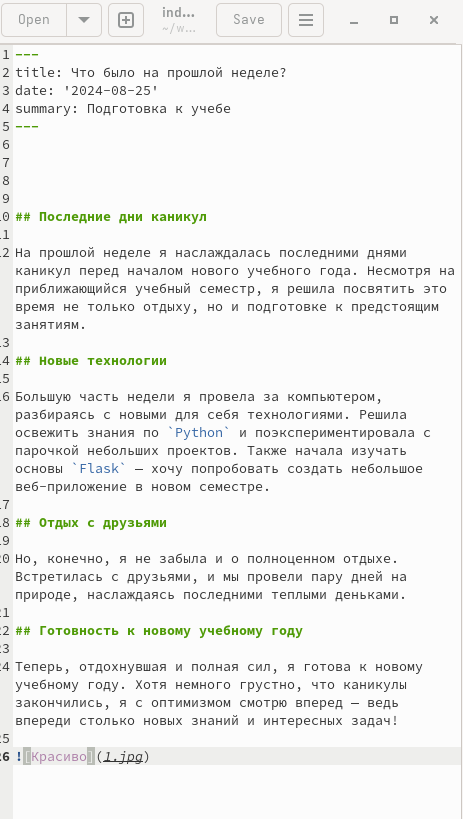 Open
ind...
~/w...
Save
1 ---
2 title: Что было на прошлой неделе?
3 date: '2024-08-25'
4 summary: Подготовка к учебе
5 ---
6
7
8
9
10 ## Последние дни каникул
11
12 На прошлой неделе я наслаждалась последними днями
каникул перед началом нового учебного года. Несмотря на
приближающийся учебный семестр, я решила посвятить это
время не только отдыху, но и подготовке к предстоящим
занятиям.
13
14 ## Новые технологии
15
16 Большую часть недели я провела за компьютером,
разбираясь с новыми для себя технологиями. Решила
освежить знания по `Python` и поэкспериментировала с
парочкой небольших проектов. Также начала изучать
основы `Flask` — хочу попробовать создать небольшое
веб-приложение в новом семестре.
17
18 ## Отдых с друзьями
19
20 Но, конечно, я не забыла и о полноценном отдыхе.
Встретилась с друзьями, и мы провели пару дней на
природе, наслаждаясь последними теплыми деньками.
21
22 ## Готовность к новому учебному году
23
24 Теперь, отдохнувшая и полная сил, я готова к новому
учебному году. Хотя немного грустно, что каникулы
закончились, я с оптимизмом смотрю вперед — ведь
впереди столько новых знаний и интересных задач!
25
26 ![Красиво](1.jpg)